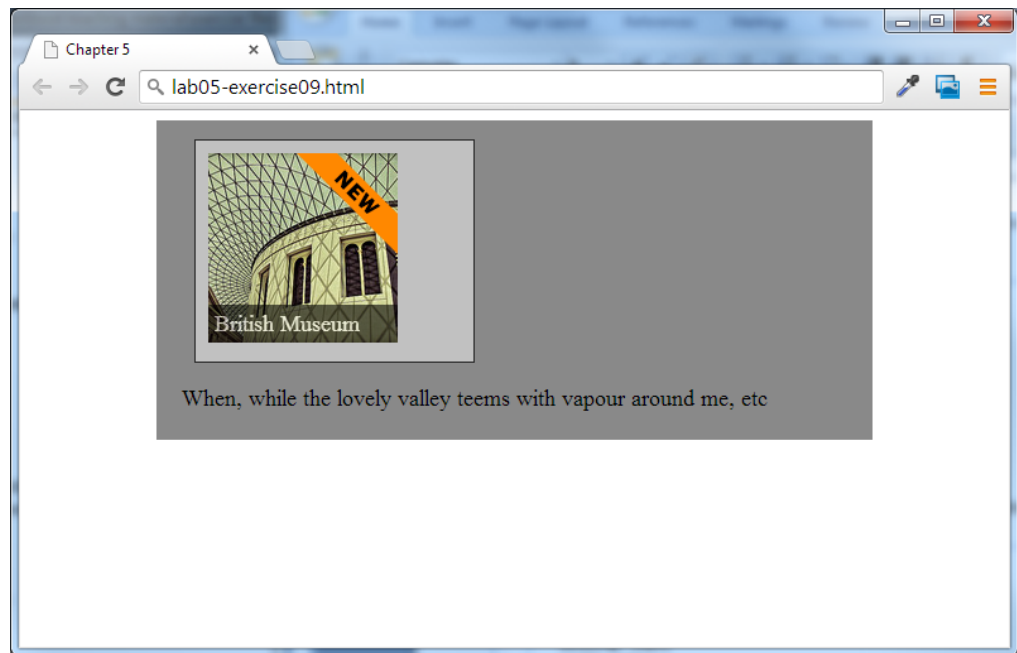 Chapter 5
lab05-exercise09.html
NEW
British Museum
When, while the lovely valley teems with vapour around me, etc